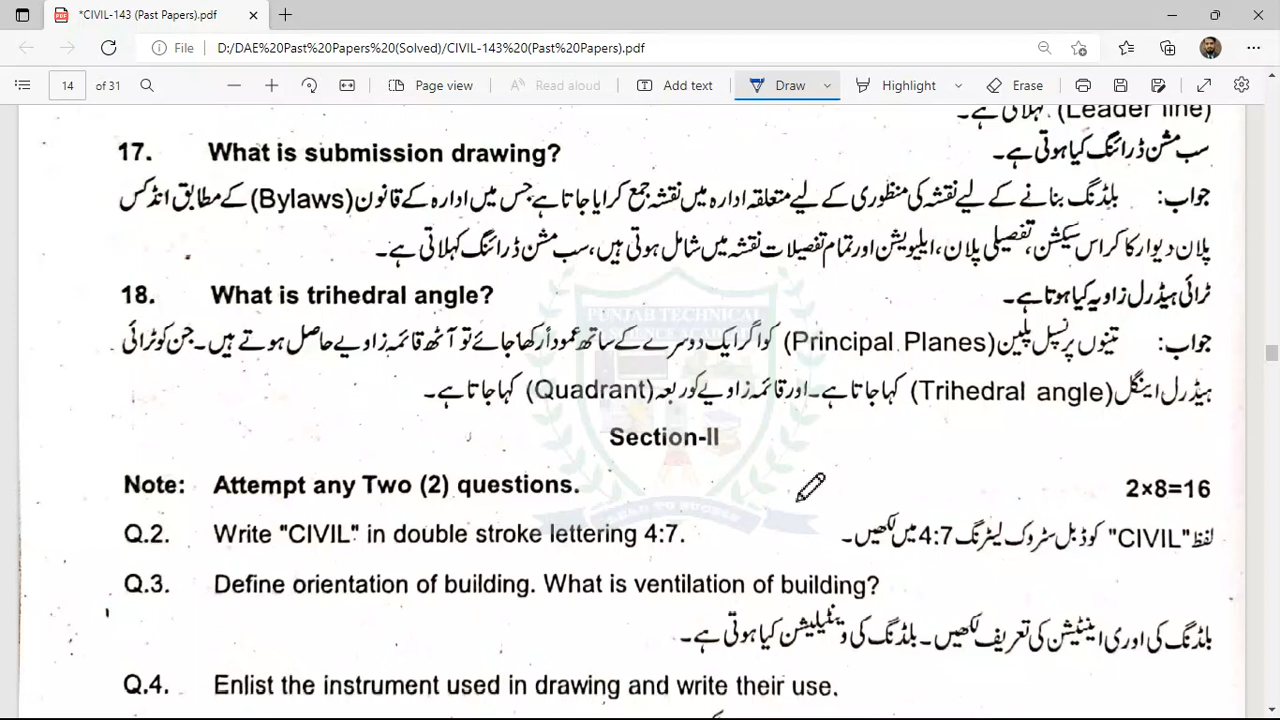 *CIVIL-143 (Past Papers).pdf
File D:/DAE%20Past%20Papers%20(Solved)/CIVIL-143%20(Past%20Papers).pdf
14 of 31 Page view Read aloud Add text Draw Highlight Erase
(Leader line) کہلاتی ہے۔
17. What is submission drawing? سب مشن ڈرائنگ کیا ہوتی ہے۔
جواب: بلڈنگ بنانے کے لیے نقشہ کی منظوری کے لیے متعلقہ ادارہ میں نقشہ جمع کرایا جاتا ہے جس میں ادارہ کے قانون (Bylaws) کے مطابق انڈکس
پلان دیوار کا کراس سیکشن، تفصیلی پلان، ایلیویشن اور تمام تفصیلات نقشہ میں شامل ہوتی ہیں، سب مشن ڈرائنگ کہلاتی ہے۔
18. What is trihedral angle? ٹرائی ہیڈرل زاویہ کیا ہوتا ہے۔
جواب: تینوں پرنسپل پلین (Principal Planes) کو اگر ایک دوسرے کے ساتھ عموداً رکھا جائے تو آٹھ قائمہ زاویے حاصل ہوتے ہیں۔ جن کو ٹرائی
ہیڈرل اینگل (Trihedral angle) کہا جاتا ہے۔ اور قائمہ زاویے کو ربعہ (Quadrant) کہا جاتا ہے۔
PUNJAB TECHNICAL
SCIENCE ACADEMY
Section-II
Note: Attempt any Two (2) questions. 2×8=16
Q.2. Write "CIVIL" in double stroke lettering 4:7. لفظ "CIVIL" کو ڈبل سٹروک لیٹرنگ 4:7 میں لکھیں۔
Q.3. Define orientation of building. What is ventilation of building?
بلڈنگ کی اوری اینٹیشن کی تعریف لکھیں۔ بلڈنگ کی وینٹیلیشن کیا ہوتی ہے۔
Q.4. Enlist the instrument used in drawing and write their use.